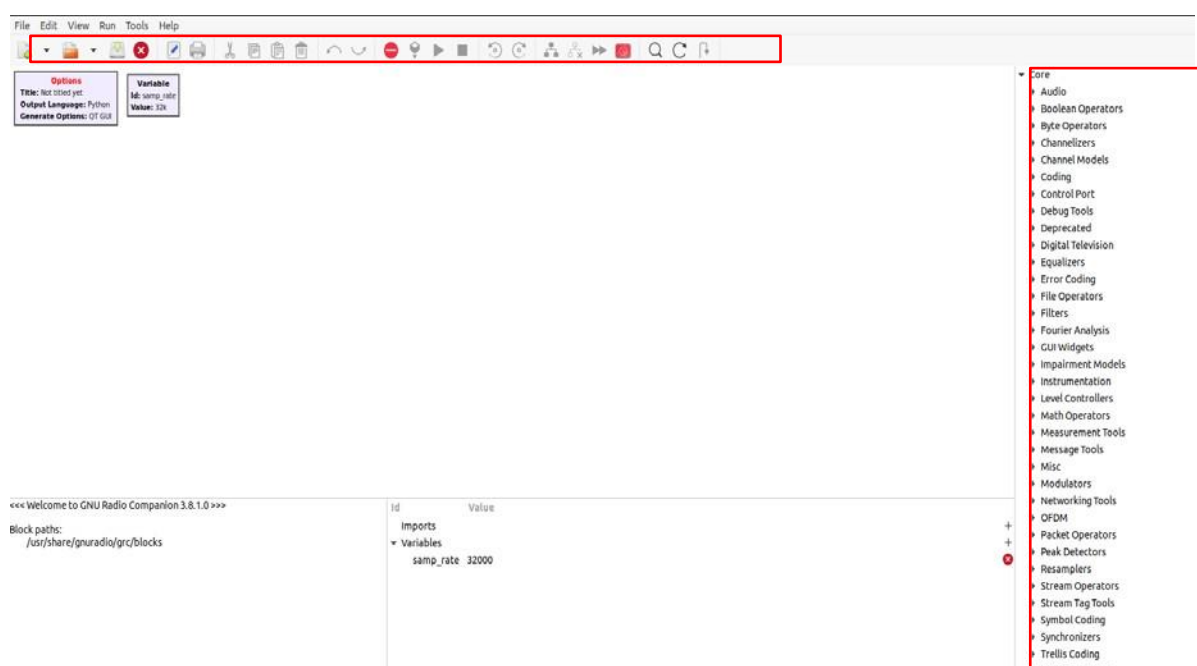 File Edit View Run Tools Help
Options
Title: Not titled yet
Output Language: Python
Generate Options: QT GUI
Variable
Id: samp_rate
Value: 32k
Core
Audio
Boolean Operators
Byte Operators
Channelizers
Channel Models
Coding
Control Port
Debug Tools
Deprecated
Digital Television
Equalizers
Error Coding
File Operators
Filters
Fourier Analysis
GUI Widgets
Impairment Models
Instrumentation
Level Controllers
Math Operators
Measurement Tools
Message Tools
Misc
Modulators
Networking Tools
OFDM
Packet Operators
Peak Detectors
Resamplers
Stream Operators
Stream Tag Tools
Symbol Coding
Synchronizers
Trellis Coding
<<< Welcome to GNU Radio Companion 3.8.1.0 >>>
Block paths:
/usr/share/gnuradio/grc/blocks
Id Value
Imports
Variables
samp_rate 32000